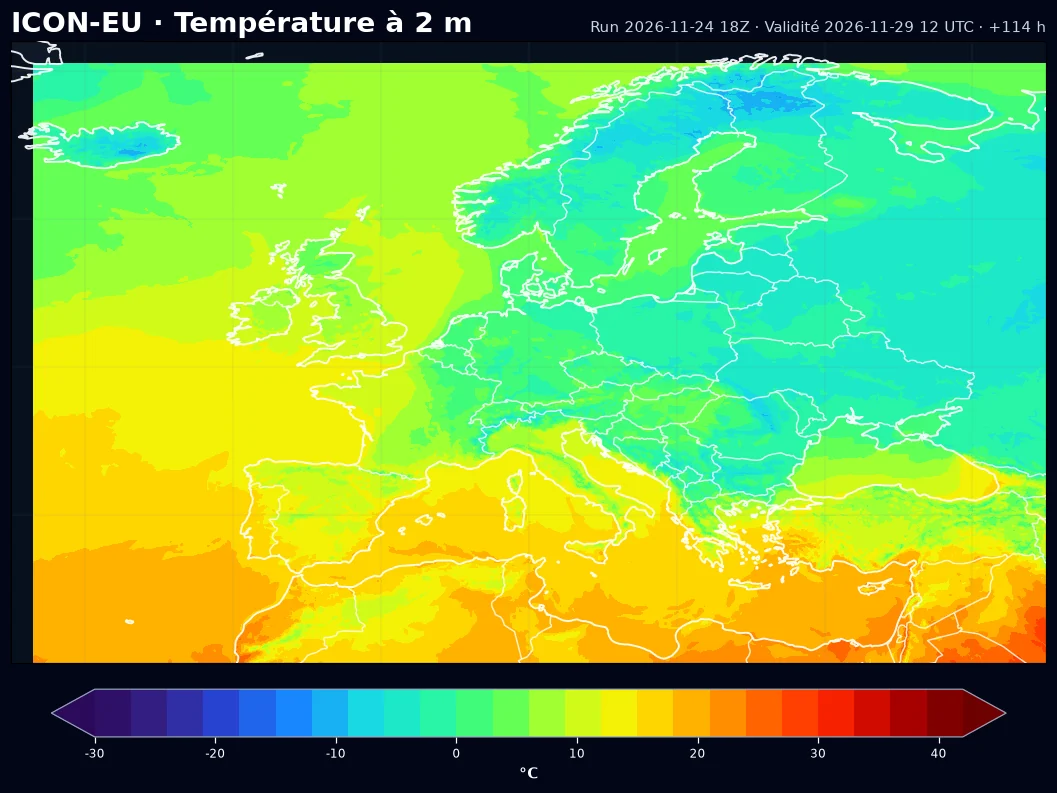 ICON-EU · Température à 2 m
Run 2026-11-24 18Z · Validité 2026-11-29 12 UTC · +114 h
-30 -20 -10 0 10 20 30 40
°C